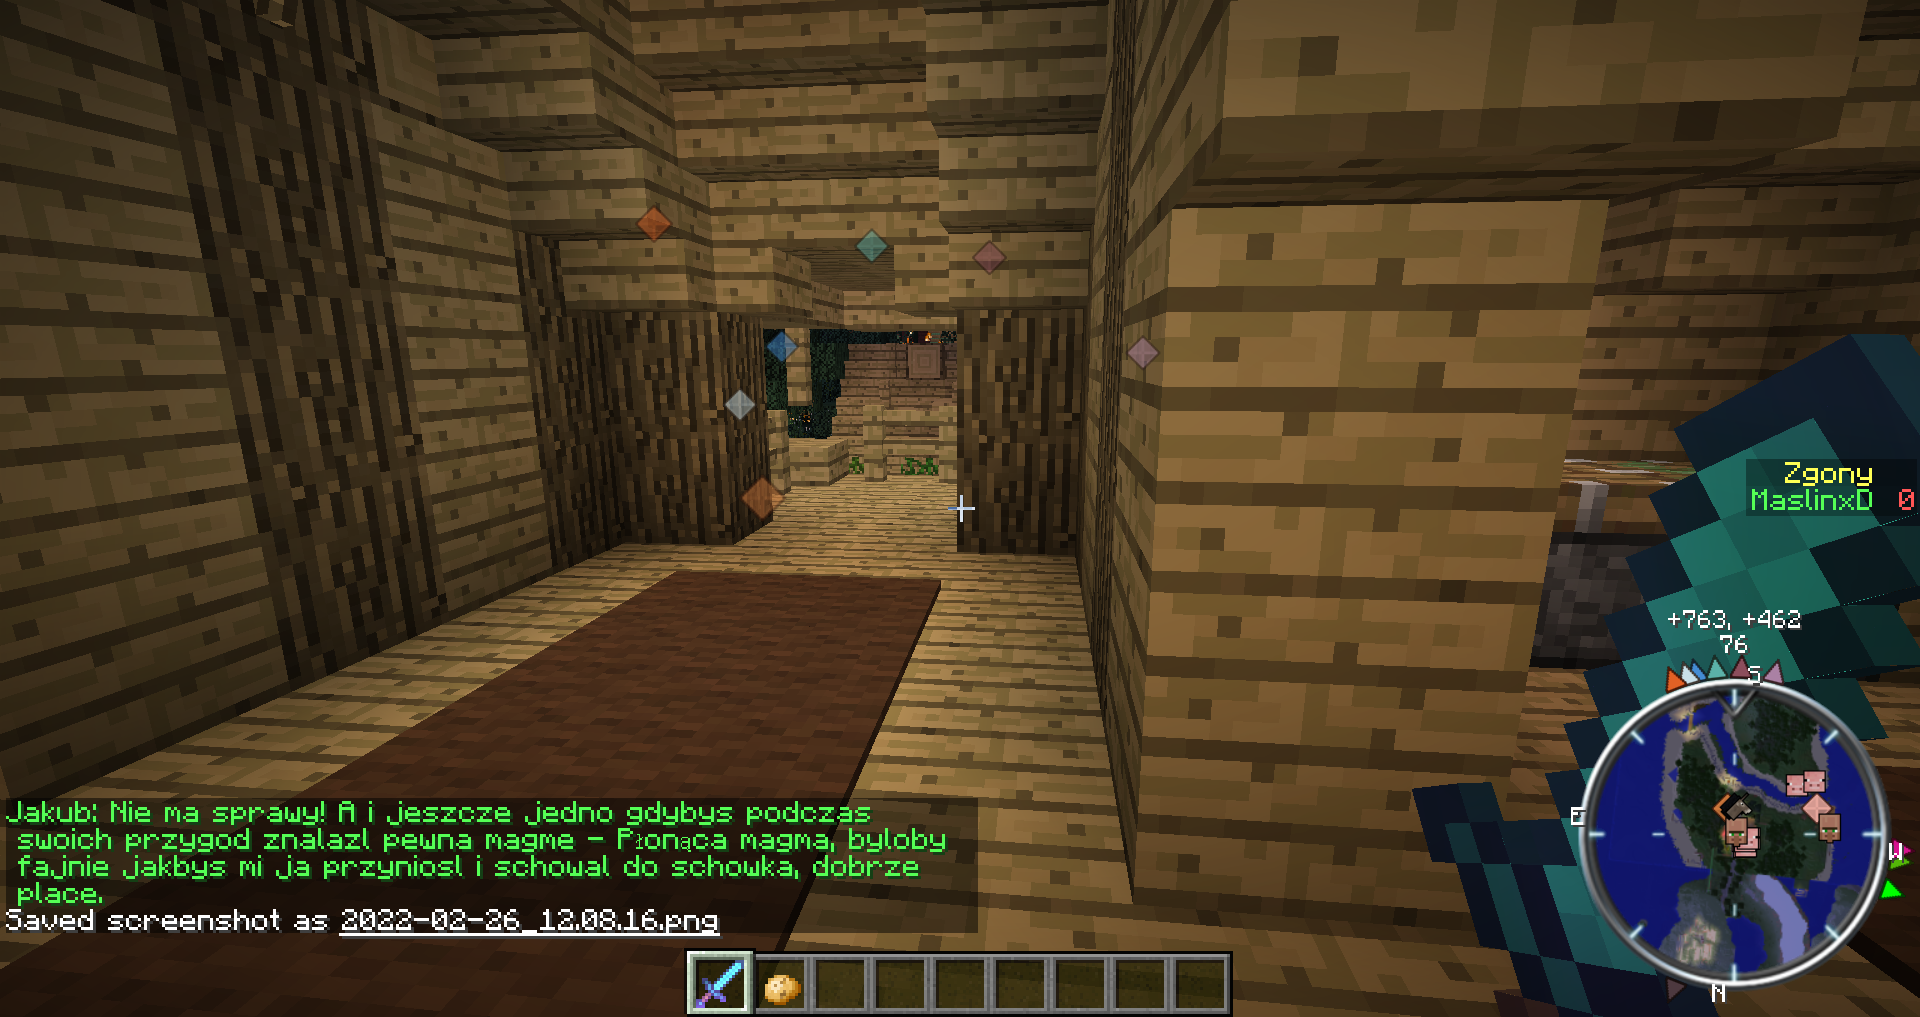 Zgony
MaslinxD 0
+763, +462
76
S
E
W
N
Jakub: Nie ma sprawy! A i jeszcze jedno gdybys podczas
swoich przygod znalazl pewna magme - Płonąca magma, byloby
fajnie jakbys mi ja przyniosl i schowal do schowka, dobrze
place.
Saved screenshot as 2022-02-26_12.08.16.png